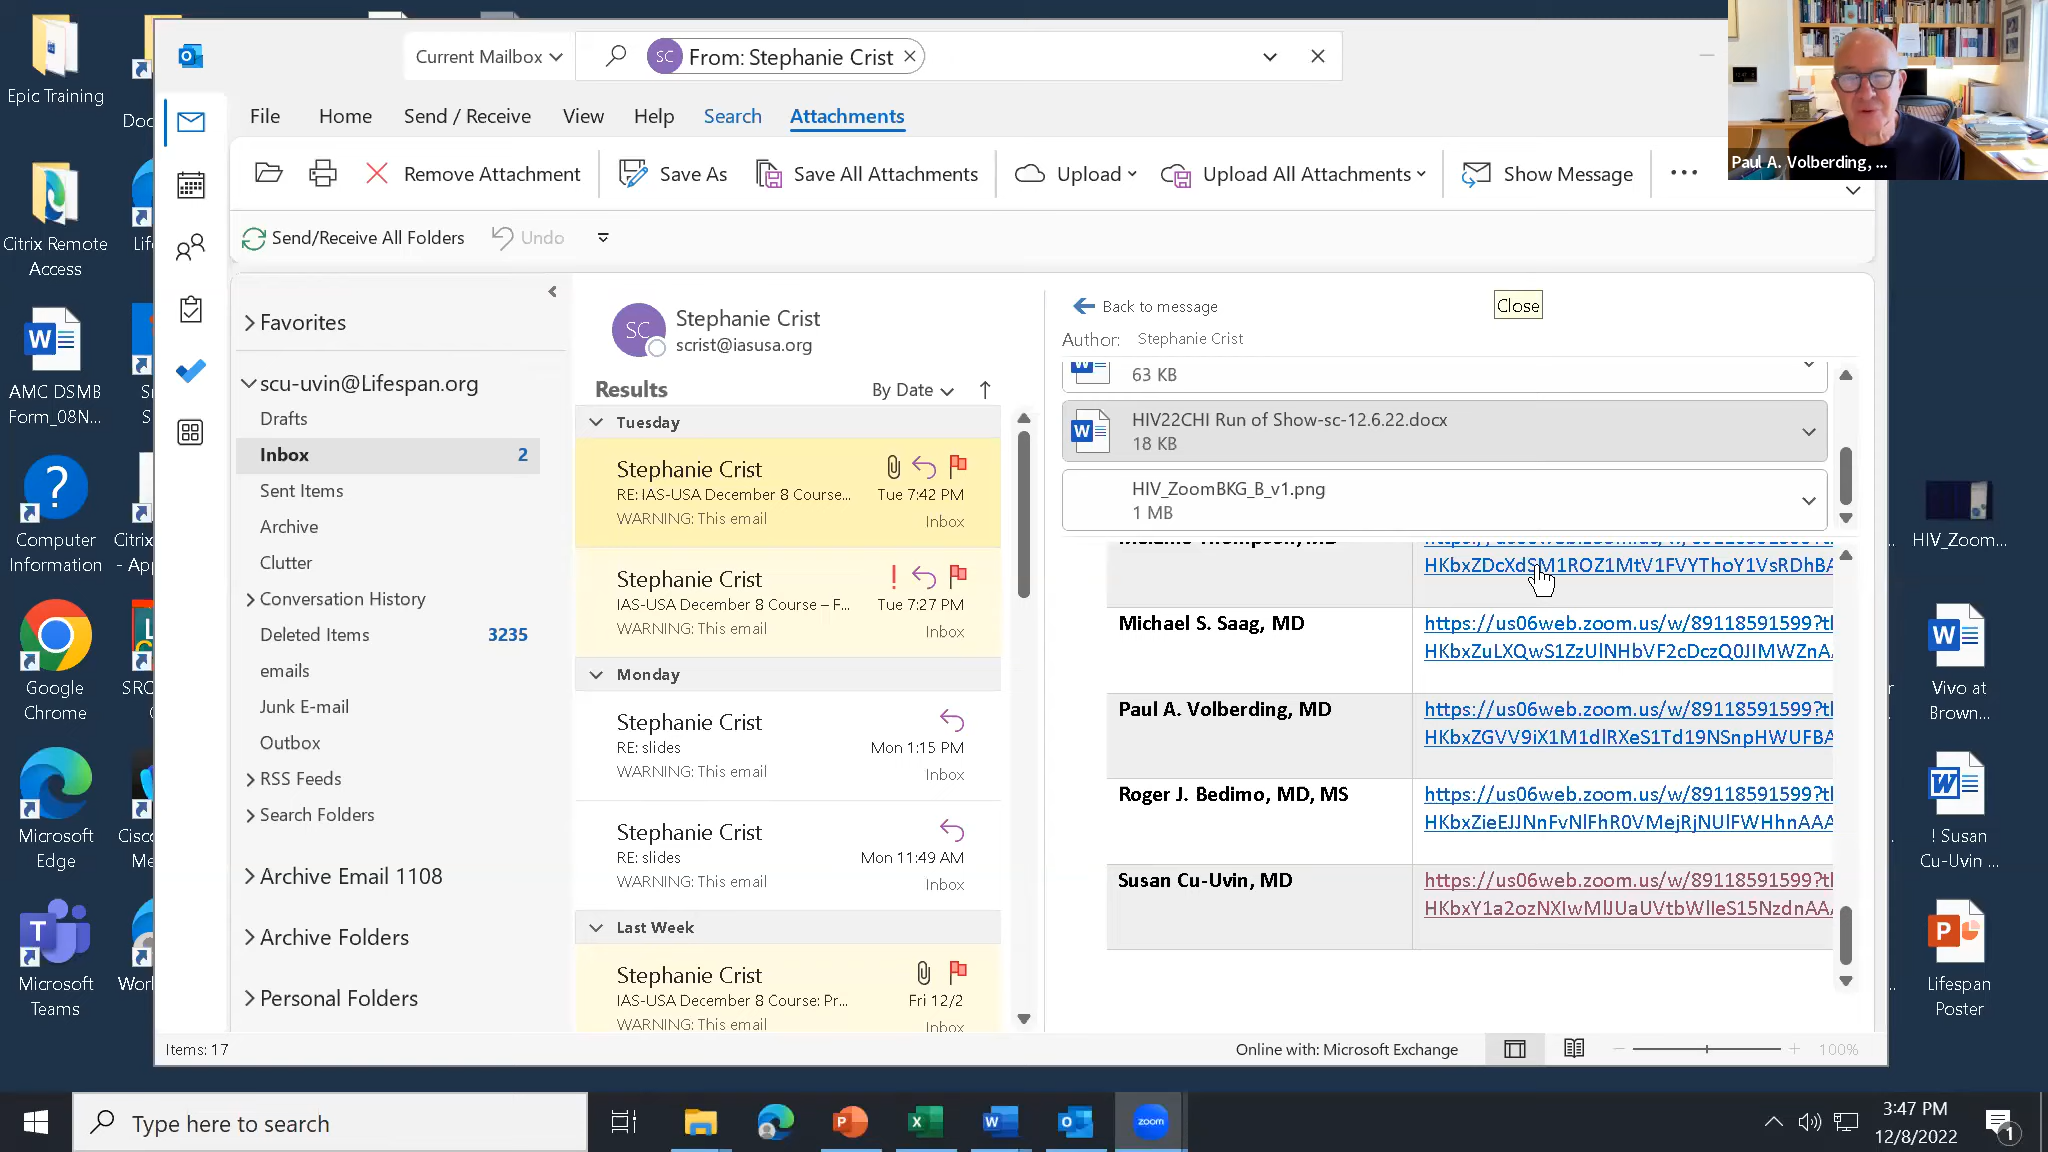 Epic Training
Citrix Remote
Access
AMC DSMB
Form_08N...
Computer
Information
Google
Chrome
Microsoft
Edge
Microsoft
Teams
Current Mailbox
SC From: Stephanie Crist
File Home Send / Receive View Help Search Attachments
Remove Attachment Save As Save All Attachments Upload Upload All Attachments Show Message
Send/Receive All Folders Undo
Favorites
scu-uvin@Lifespan.org
Drafts
Inbox 2
Sent Items
Archive
Clutter
Conversation History
Deleted Items 3235
emails
Junk E-mail
Outbox
RSS Feeds
Search Folders
Archive Email 1108
Archive Folders
Personal Folders
Items: 17
SC
Stephanie Crist
scrist@iasusa.org
Results By Date
Tuesday
Stephanie Crist
RE: IAS-USA December 8 Course... Tue 7:42 PM
WARNING: This email Inbox
Stephanie Crist
IAS-USA December 8 Course – F... Tue 7:27 PM
WARNING: This email Inbox
Monday
Stephanie Crist
RE: slides Mon 1:15 PM
WARNING: This email Inbox
Stephanie Crist
RE: slides Mon 11:49 AM
WARNING: This email Inbox
Last Week
Stephanie Crist
IAS-USA December 8 Course: Pr... Fri 12/2
WARNING: This email Inbox
Back to message
Close
Author: Stephanie Crist
63 KB
HIV22CHI Run of Show-sc-12.6.22.docx
18 KB
HIV_ZoomBKG_B_v1.png
1 MB
Michael S. Saag, MD
https://us06web.zoom.us/w/89118591599?t
Paul A. Volberding, MD
https://us06web.zoom.us/w/89118591599?t
Roger J. Bedimo, MD, MS
https://us06web.zoom.us/w/89118591599?t
Susan Cu-Uvin, MD
https://us06web.zoom.us/w/89118591599?t
Online with: Microsoft Exchange 100%
Paul A. Volberding, ...
HIV_Zoom...
Vivo at
Brown...
! Susan
Cu-Uvin ...
Lifespan
Poster
Type here to search
zoom
3:47 PM
12/8/2022
1